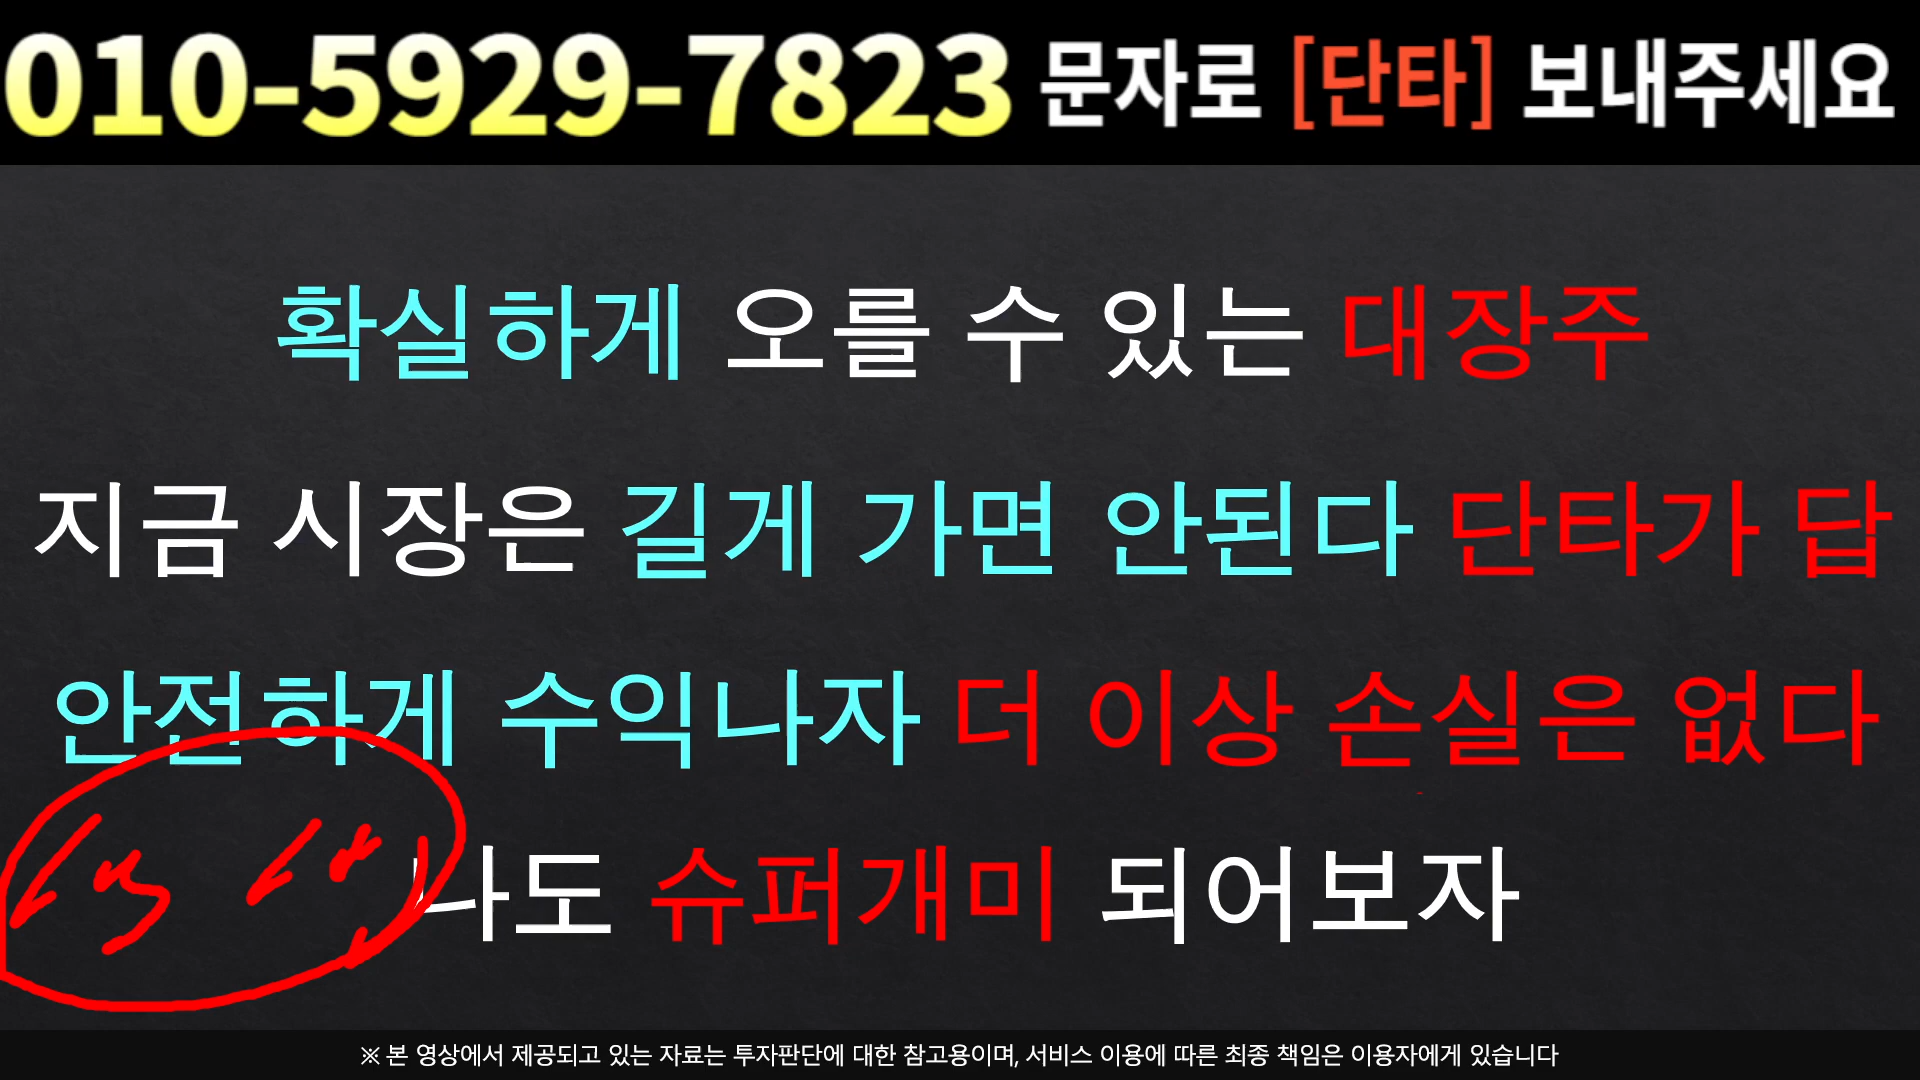 010-5929-7823 문자로 [단타] 보내주세요
확실하게 오를 수 있는 대장주
지금 시장은 길게 가면 안된다 단타가 답
안전하게 수익나자 더 이상 손실은 없다
나도 슈퍼개미 되어보자
※ 본 영상에서 제공되고 있는 자료는 투자판단에 대한 참고용이며, 서비스 이용에 따른 최종 책임은 이용자에게 있습니다